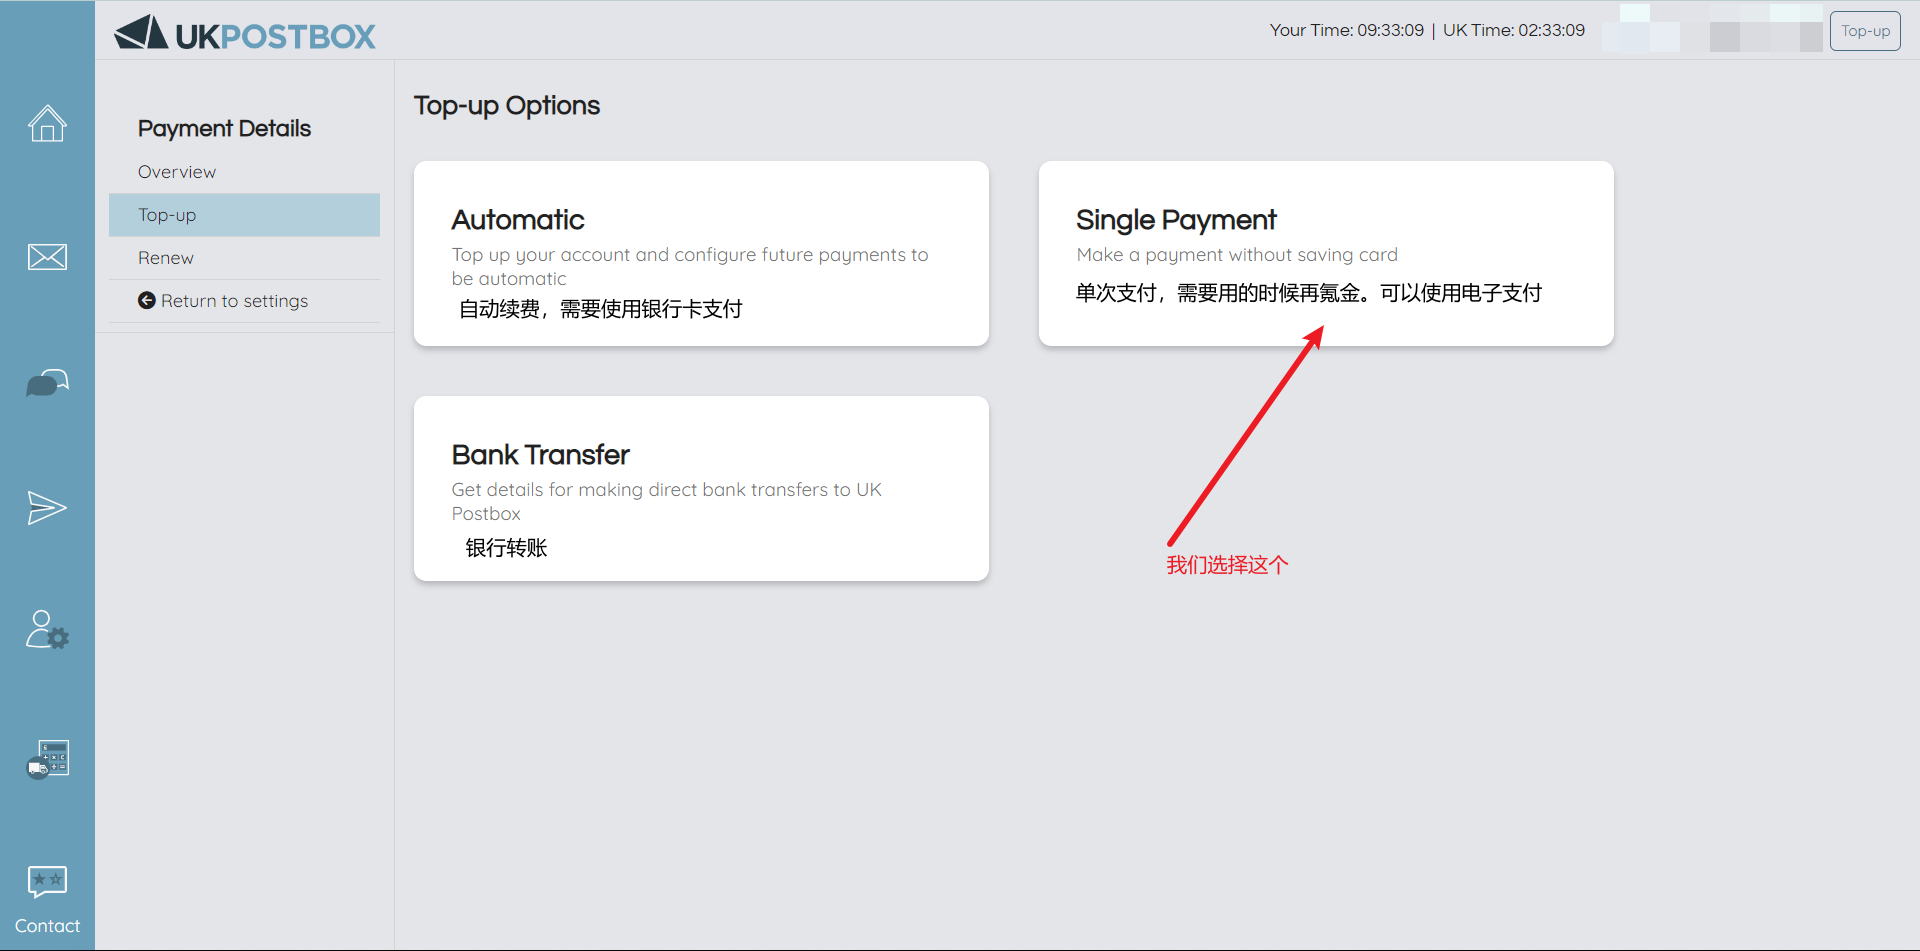 UKPOSTBOX
Your Time: 09:33:09 | UK Time: 02:33:09
Top-up
Payment Details
Overview
Top-up
Renew
Return to settings
Top-up Options
Automatic
Top up your account and configure future payments to
be automatic
自动续费，需要使用银行卡支付
Single Payment
Make a payment without saving card
单次支付，需要用的时候再氪金。可以使用电子支付
Bank Transfer
Get details for making direct bank transfers to UK
Postbox
银行转账
我们选择这个
Contact